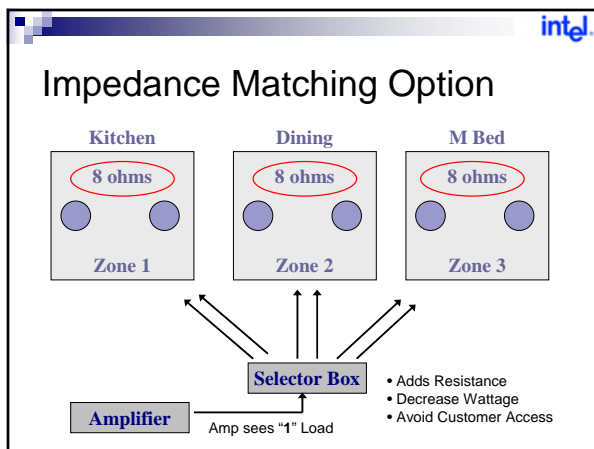 intel.
Impedance Matching Option
Kitchen Dining M Bed
8 ohms 8 ohms 8 ohms
Zone 1 Zone 2 Zone 3
Selector Box
• Adds Resistance
• Decrease Wattage
• Avoid Customer Access
Amplifier
Amp sees "1" Load